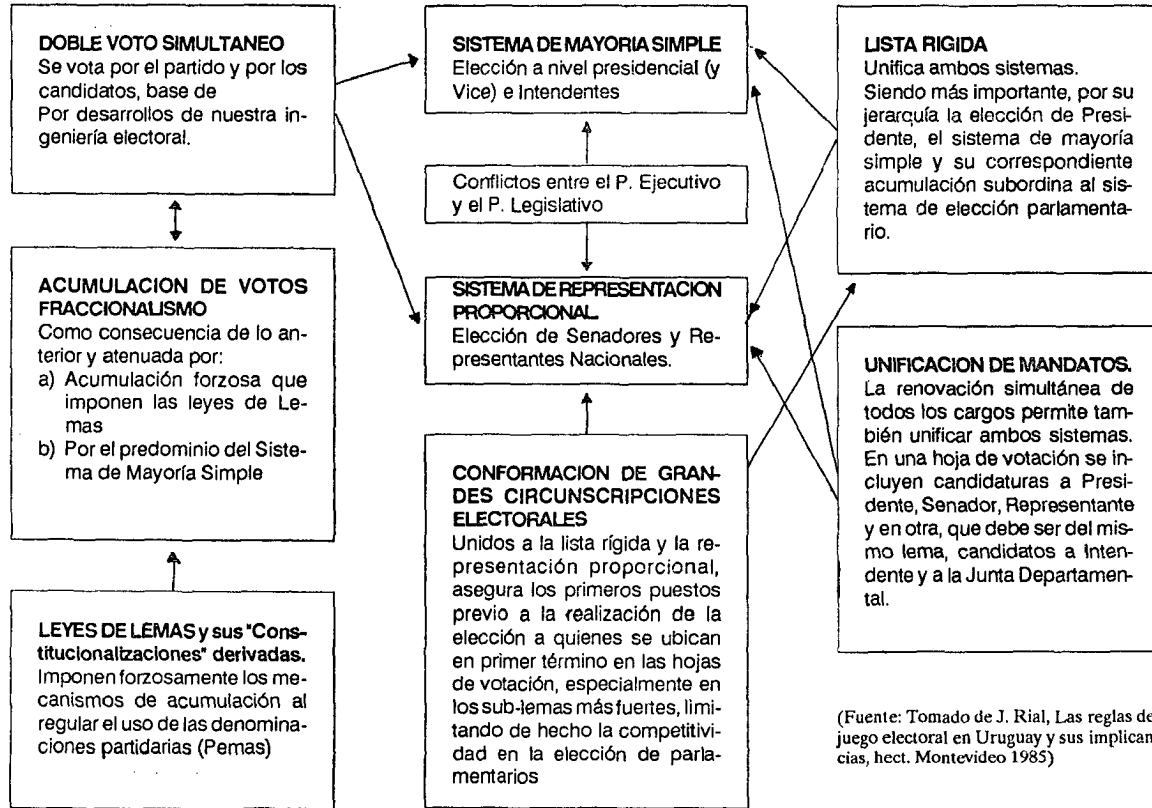 DOBLE VOTO SIMULTANEO
Se vota por el partido y por los
candidatos, base de
Por desarrollos de nuestra in-
geniería electoral.
ACUMULACION DE VOTOS
FRACCIONALISMO
Como consecuencia de lo an-
terior y atenuada por:
a) Acumulación forzosa que
imponen las leyes de Le-
mas
b) Por el predominio del Siste-
ma de Mayoría Simple
LEYES DE LEMAS y sus "Cons-
titucionalizaciones" derivadas.
Imponen forzosamente los me-
canismos de acumulación al
regular el uso de las denomina-
ciones partidarias (Pemas)
SISTEMA DE MAYORIA SIMPLE
Elección a nivel presidencial (y
Vice) e Intendentes
Conflictos entre el P. Ejecutivo
y el P. Legislativo
SISTEMA DE REPRESENTACION
PROPORCIONAL.
Elección de Senadores y Re-
presentantes Nacionales.
CONFORMACION DE GRAN-
DES CIRCUNSCRIPCIONES
ELECTORALES
Unidos a la lista rígida y la re-
presentación proporcional,
asegura los primeros puestos
previo a la realización de la
elección a quienes se ubican
en primer término en las hojas
de votación, especialmente en
los sub-lemas más fuertes, limi-
tando de hecho la competitivi-
dad en la elección de parla-
mentarios
LISTA RIGIDA
Unifica ambos sistemas.
Siendo más importante, por su
jerarquía la elección de Presi-
dente, el sistema de mayoría
simple y su correspondiente
acumulación subordina al sis-
tema de elección parlamenta-
rio.
UNIFICACION DE MANDATOS.
La renovación simultánea de
todos los cargos permite tam-
bién unificar ambos sistemas.
En una hoja de votación se in-
cluyen candidaturas a Presi-
dente, Senador, Representante
y en otra, que debe ser del mis-
mo lema, candidatos a Inten-
dente y a la Junta Departamen-
tal.
(Fuente: Tomado de J. Rial, Las reglas de
juego electoral en Uruguay y sus implican-
cias, hect. Montevideo 1985)